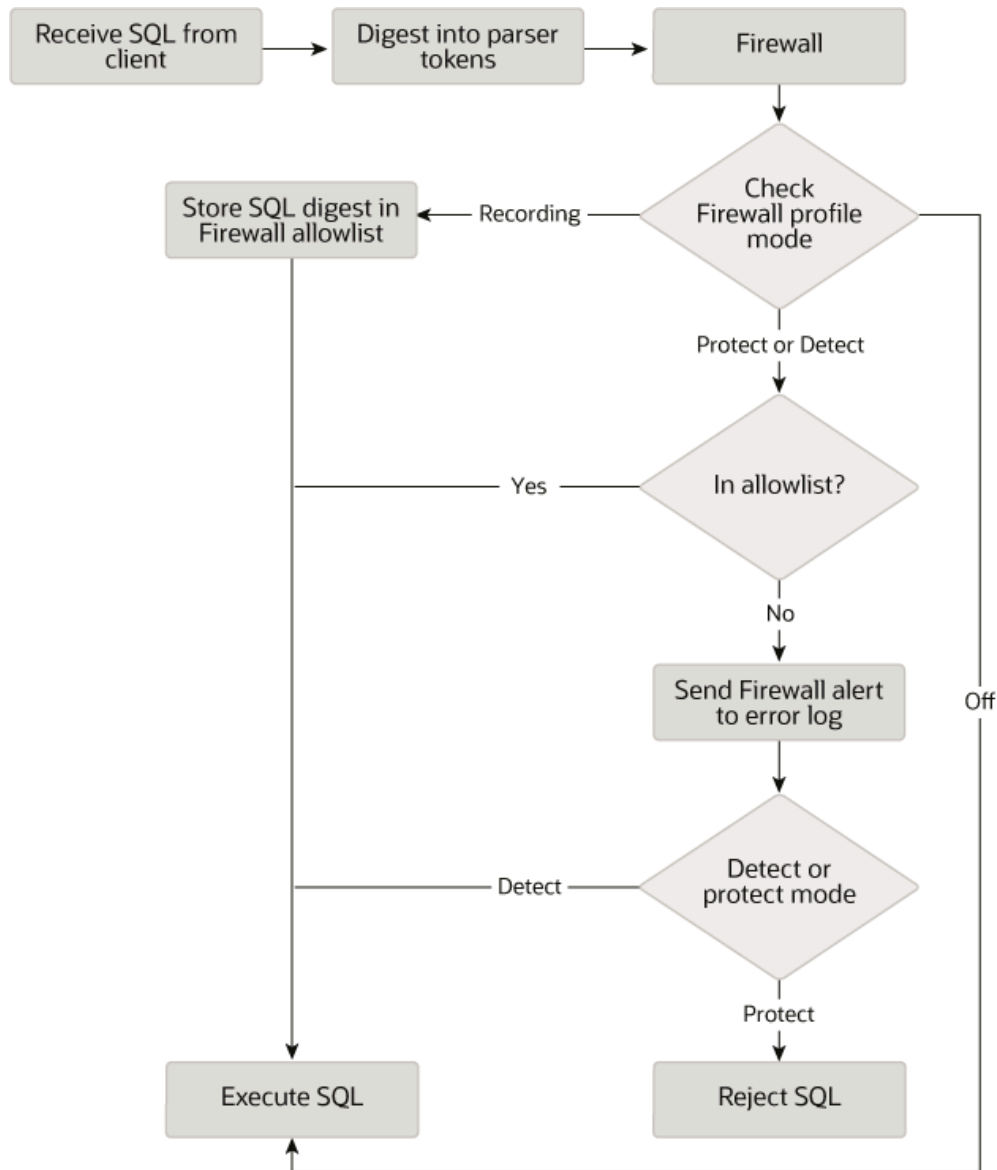 Receive SQL from
client
Digest into parser
tokens
Firewall
Check
Firewall profile
mode
Recording
Store SQL digest in
Firewall allowlist
Protect or Detect
In allowlist?
Yes
No
Send Firewall alert
to error log
Off
Detect or
protect mode
Detect
Protect
Execute SQL
Reject SQL